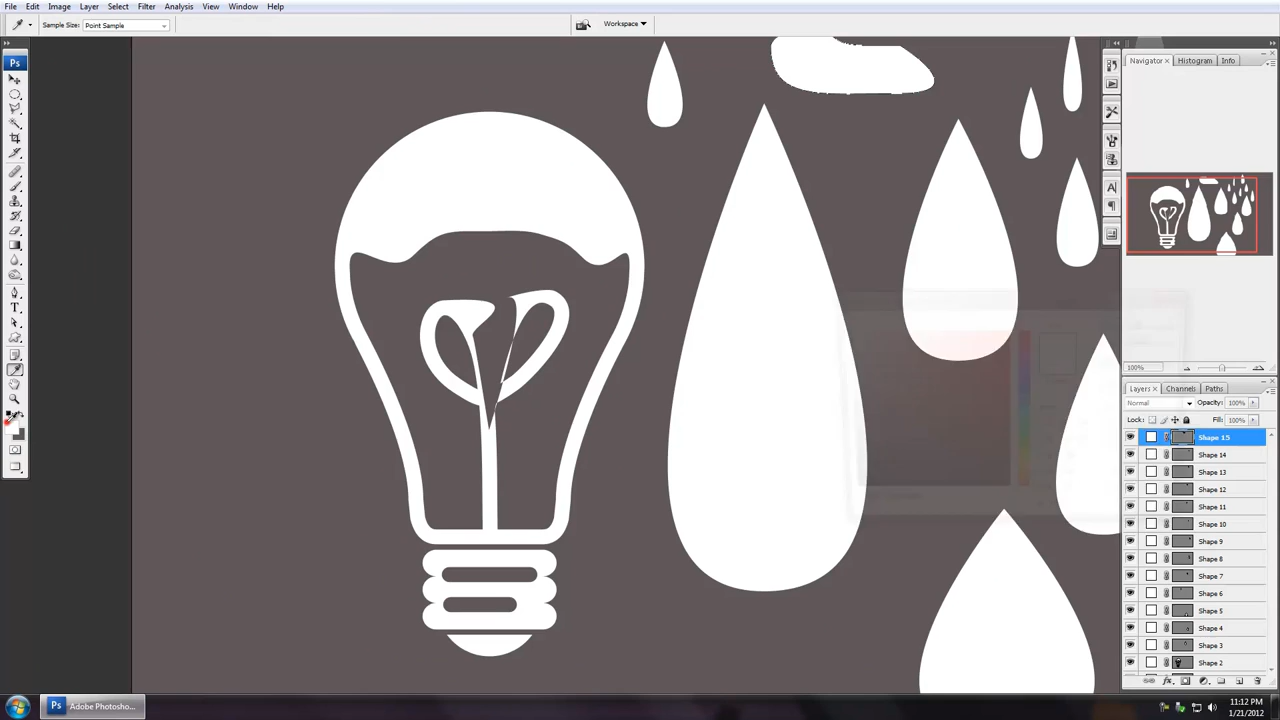 File Edit Image Layer Select Filter Analysis View Window Help
Sample Size: Point Sample
Workspace
Ps
Navigator × Histogram Info
T
A
100%
Layers × Channels Paths
Normal Opacity: 100%
Lock: Fill: 100%
Shape 15
Shape 14
Shape 13
Shape 12
Shape 11
Shape 10
Shape 9
Shape 8
Shape 7
Shape 6
Shape 5
Shape 4
Shape 3
Shape 2
Ps Adobe Photosho...
11:12 PM
1/21/2012